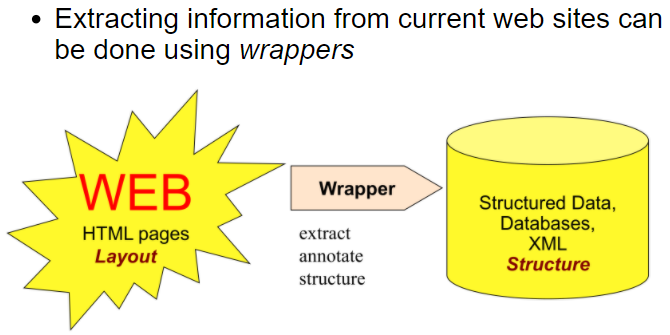 • Extracting information from current web sites can
be done using wrappers
WEB
HTML pages
Layout
Wrapper
extract
annotate
structure
Structured Data,
Databases,
XML
Structure